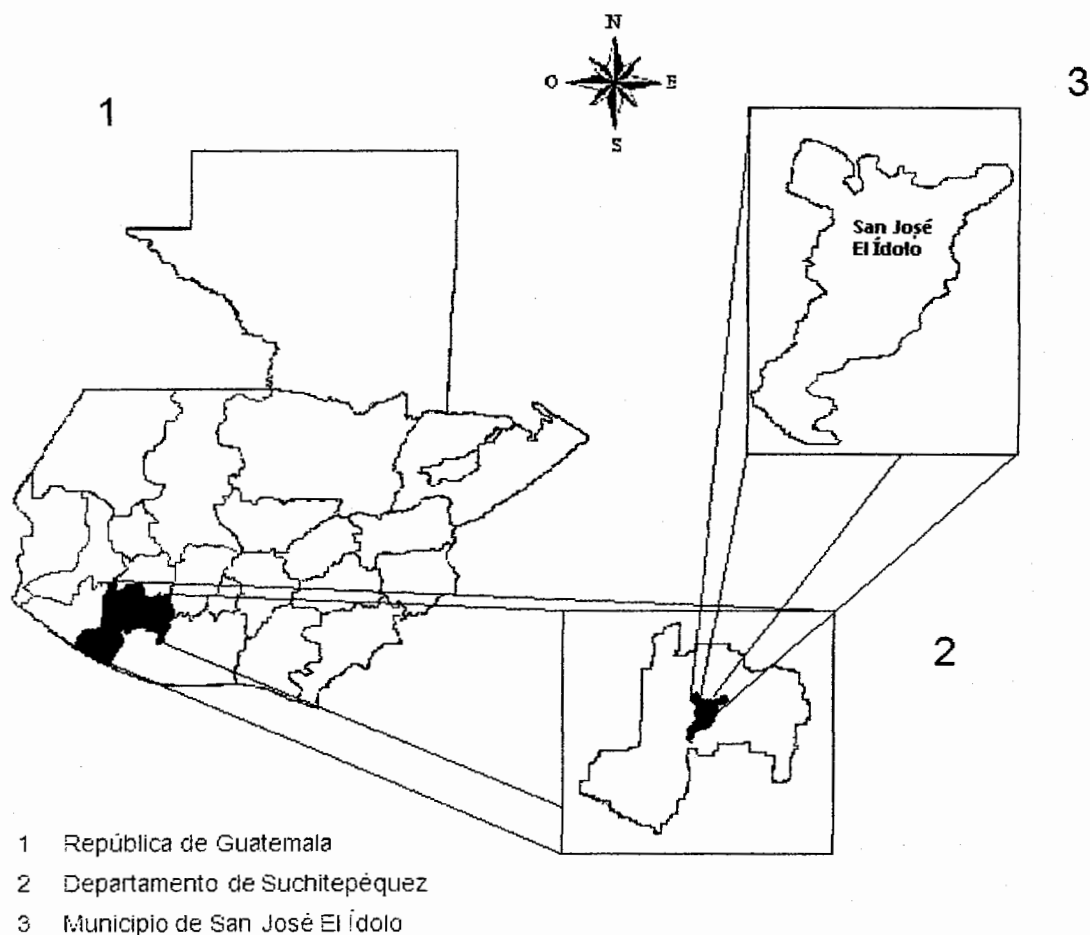 N
O E
S
1
3
San José
El Ídolo
2
1 República de Guatemala
2 Departamento de Suchitepéquez
3 Municipio de San José El Ídolo